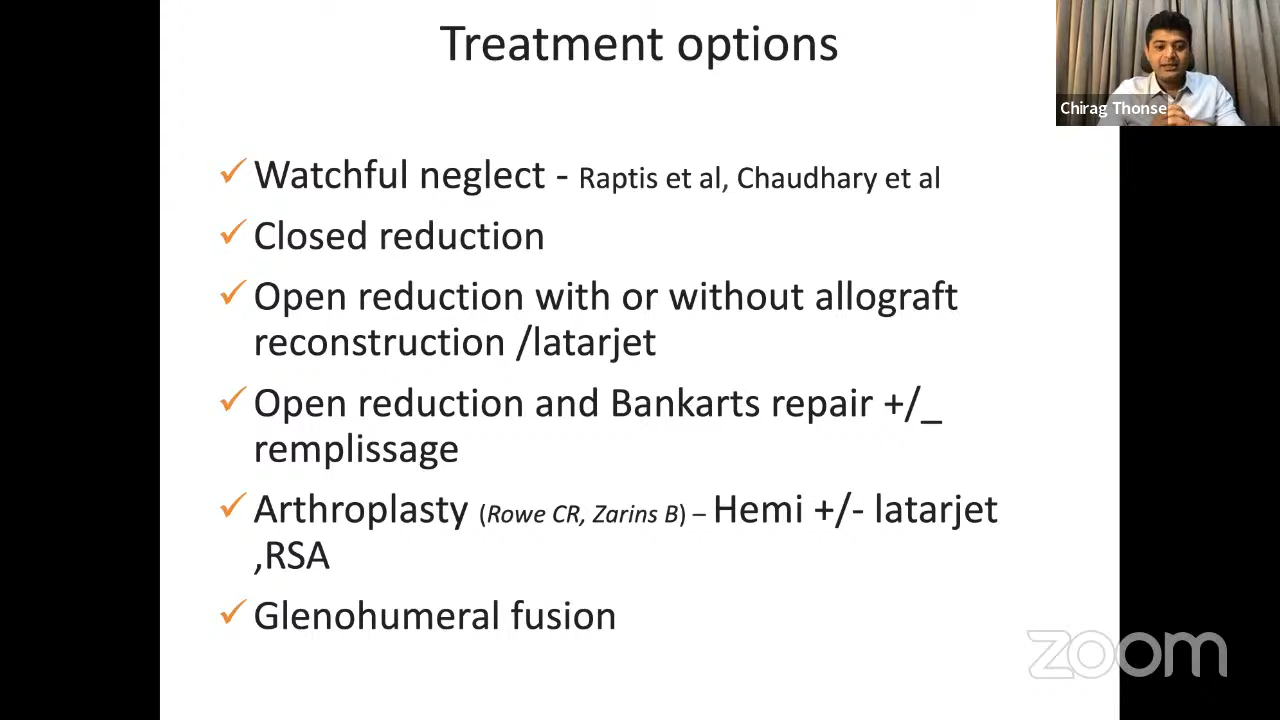 Treatment options
Chirag Thonse
✓ Watchful neglect - Raptis et al, Chaudhary et al
✓ Closed reduction
✓ Open reduction with or without allograft
reconstruction /latarjet
✓ Open reduction and Bankarts repair +/_
remplissage
✓ Arthroplasty (Rowe CR, Zarins B) – Hemi +/- latarjet
,RSA
✓ Glenohumeral fusion
zoom